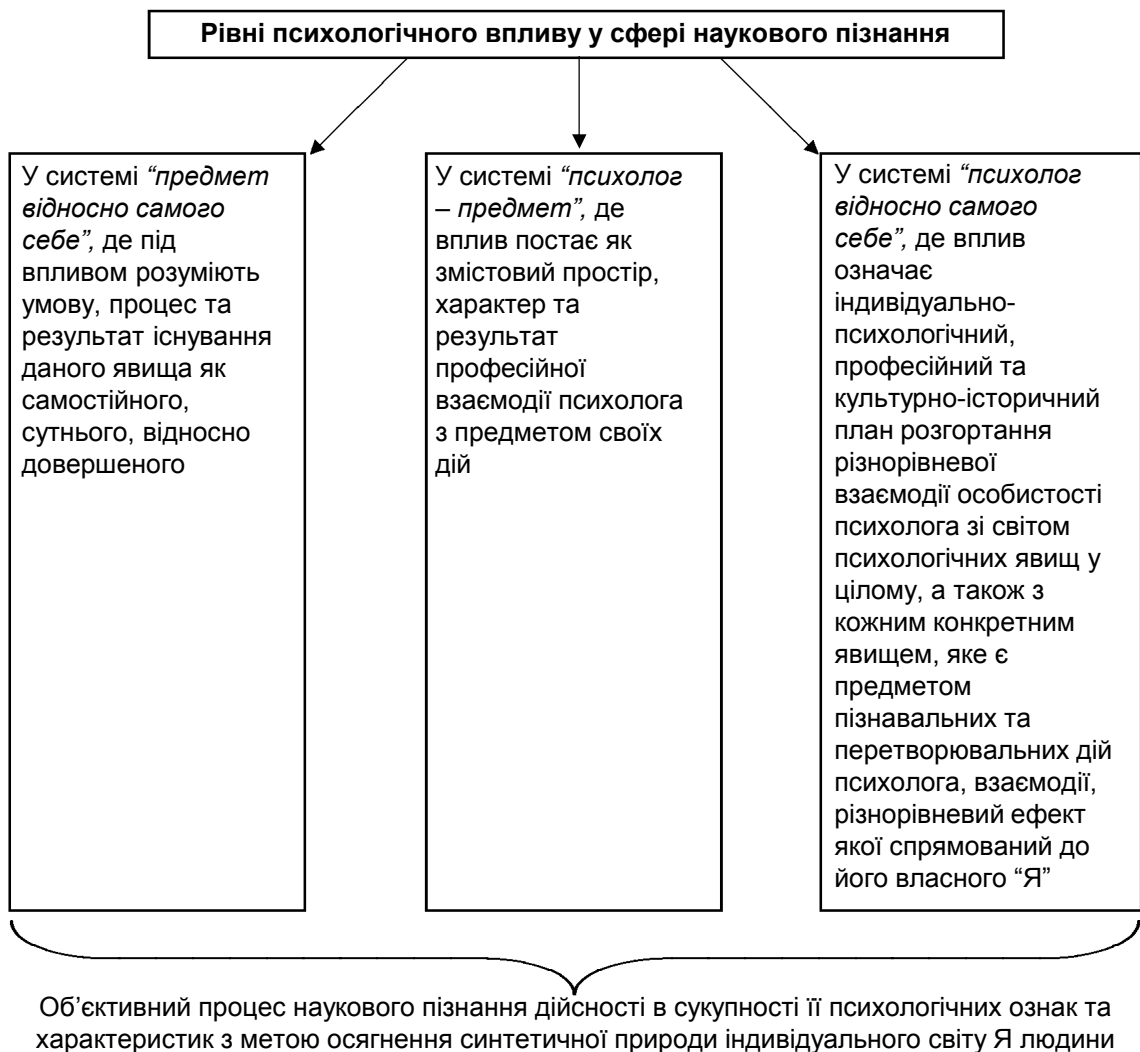 Рівні психологічного впливу у сфері наукового пізнання
У системі “предмет
відносно самого
себе”, де під
впливом розуміють
умову, процес та
результат існування
даного явища як
самостійного,
сутнього, відносно
довершеного
У системі “психолог
– предмет”, де
вплив постає як
змістовий простір,
характер та
результат
професійної
взаємодії психолога
з предметом своїх
дій
У системі “психолог
відносно самого
себе”, де вплив
означає
індивідуально-
психологічний,
професійний та
культурно-історичний
план розгортання
різнорівневої
взаємодії особистості
психолога зі світом
психологічних явищ у
цілому, а також з
кожним конкретним
явищем, яке є
предметом
пізнавальних та
перетворювальних дій
психолога, взаємодії,
різнорівневий ефект
якої спрямований до
його власного “Я”
Об’єктивний процес наукового пізнання дійсності в сукупності її психологічних ознак та
характеристик з метою осягнення синтетичної природи індивідуального світу Я людини